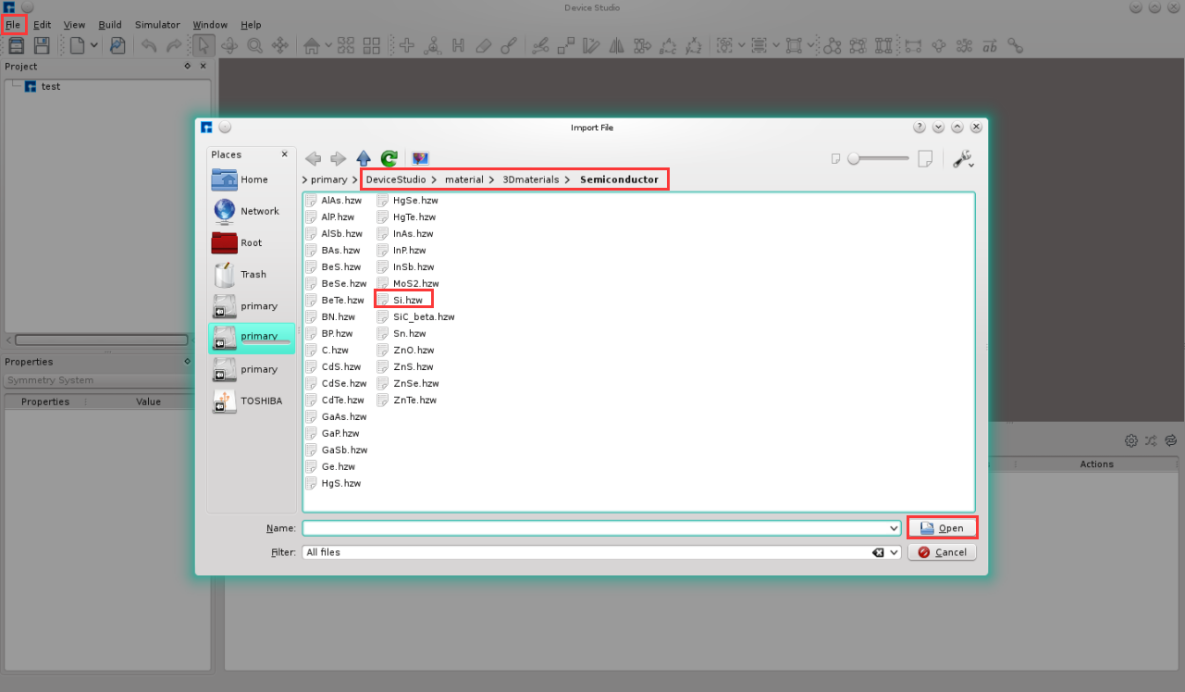 Device Studio
File Edit View Build Simulator Window Help
Project
test
Import File
Places
Home
Network
Root
Trash
primary
primary
primary
TOSHIBA
> primary > DeviceStudio > material > 3Dmaterials > Semiconductor
AlAs.hzw
AlP.hzw
AlSb.hzw
BAs.hzw
BeS.hzw
BeSe.hzw
BeTe.hzw
BN.hzw
BP.hzw
C.hzw
CdS.hzw
CdSe.hzw
CdTe.hzw
GaAs.hzw
GaP.hzw
GaSb.hzw
Ge.hzw
HgS.hzw
HgSe.hzw
HgTe.hzw
InAs.hzw
InP.hzw
InSb.hzw
MoS2.hzw
Si.hzw
SiC_beta.hzw
Sn.hzw
ZnO.hzw
ZnS.hzw
ZnSe.hzw
ZnTe.hzw
Name:
Open
Filter: All files
Cancel
Properties
Symmetry System
Properties Value
Actions